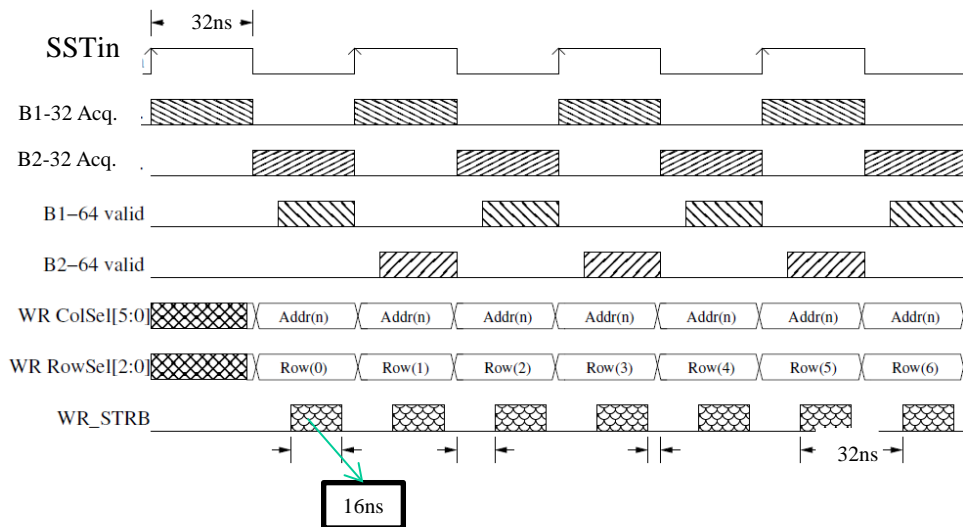 32ns
SSTin
B1-32 Acq.
B2-32 Acq.
B1-64 valid
B2-64 valid
WR ColSel[5:0] Addr(n) Addr(n) Addr(n) Addr(n) Addr(n) Addr(n) Addr(n)
WR RowSel[2:0] Row(0) Row(1) Row(2) Row(3) Row(4) Row(5) Row(6)
WR_STRB
32ns
16ns